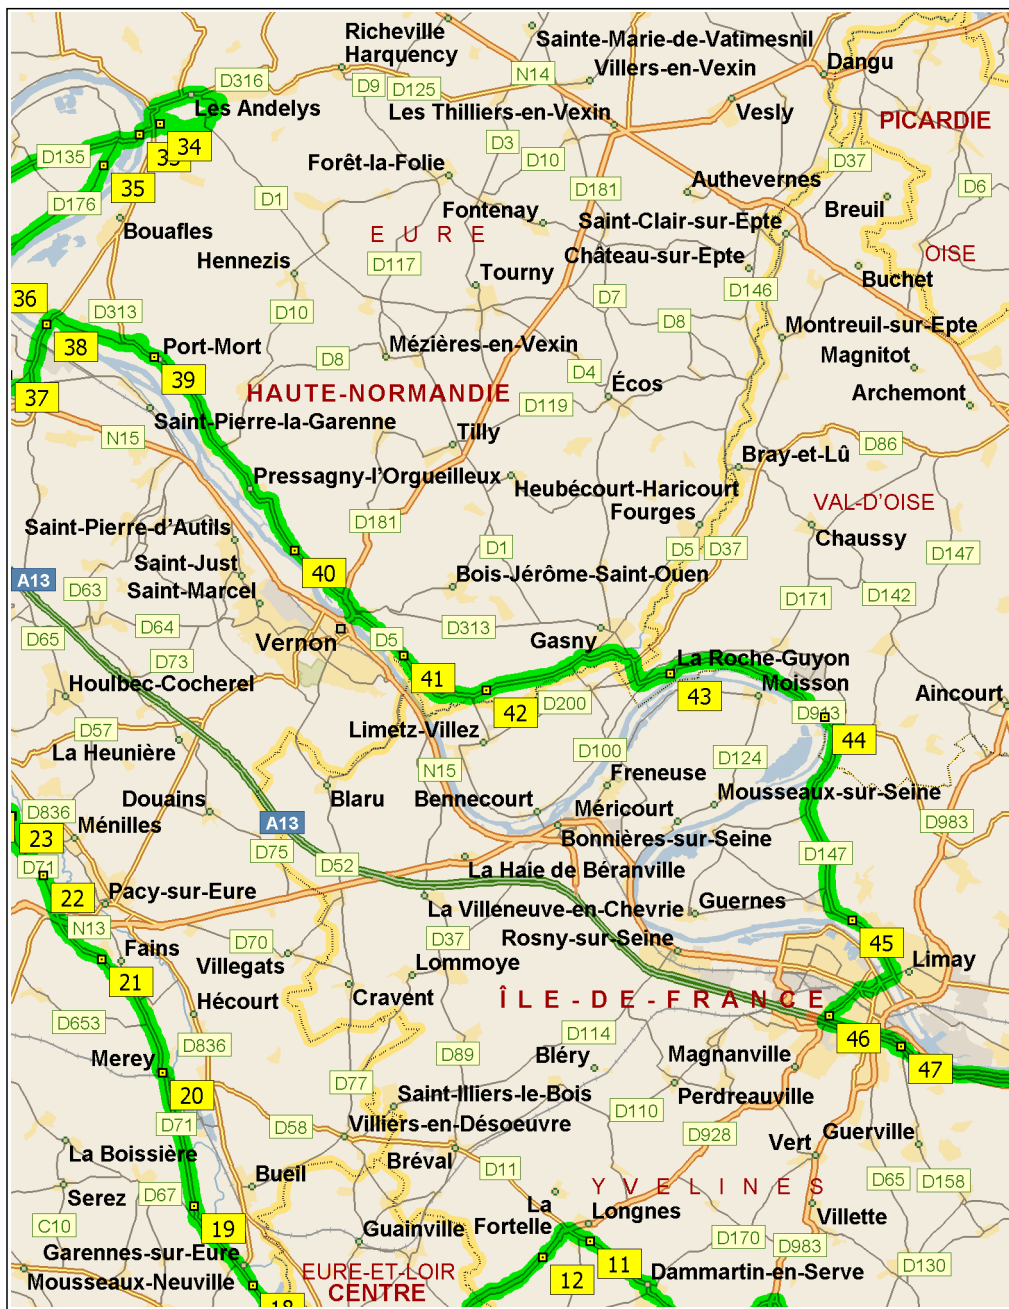 Richeville
Harquency
Sainte-Marie-de-Vatimesnil
Villers-en-Vexin
Dangu
D316
D9
D125
N14
Les Andelys
Les Thilliers-en-Vexin
Vesly
PICARDIE
33
34
D135
D3
D10
D37
Forêt-la-Folie
D181
Authevernes
D6
35
D176
D1
Fontenay
Saint-Clair-sur-Epte
Breuil
Bouafles
EURE
OISE
Hennezis
D117
Tourny
Château-sur-Epte
Buchet
36
D313
D10
D7
D146
D8
Montreuil-sur-Epte
38
Port-Mort
D8
Mézières-en-Vexin
Magnitot
39
D4
Écos
37
HAUTE-NORMANDIE
D119
Archemont
Saint-Pierre-la-Garenne
N15
Tilly
D86
Bray-et-Lû
Pressagny-l'Orgueilleux
Heubécourt-Haricourt
Fourges
VAL-D'OISE
Saint-Pierre-d'Autils
D181
Chaussy
D1
D5
D37
D147
Saint-Just
40
Bois-Jérôme-Saint-Ouen
A13
D63
Saint-Marcel
D171
D142
D65
D64
Vernon
D5
D313
Gasny
D73
La Roche-Guyon
Houlbec-Cocherel
41
43
Moisson
Aincourt
42
D200
D913
D57
La Heunière
Limetz-Villez
44
D100
D124
N15
Freneuse
D836
Douains
Blaru
Bennecourt
Méricourt
Mousseaux-sur-Seine
23
Ménilles
A13
Bonnières-sur-Seine
D983
D71
D75
D52
La Haie de Béranville
D147
22
Pacy-sur-Eure
La Villeneuve-en-Chevrie
Guernes
N13
Fains
D70
D37
Rosny-sur-Seine
45
Limay
21
Villegats
Lommoye
Hécourt
Cravent
ÎLE-DE-FRANCE
D653
D836
D114
46
Merey
D89
Bléry
Magnanville
47
20
D77
Saint-Illiers-le-Bois
Perdreauville
D71
D58
Villiers-en-Désoeuvre
D110
D928
Vert
Guerville
La Boissière
Bréval
D11
Bueil
YVELINES
D65
D158
Serez
D67
La
Fortelle
Longnes
Villette
C10
19
Guainville
D170
D983
Garennes-sur-Eure
11
D130
Mousseaux-Neuville
EURE-ET-LOIR
CENTRE
12
Dammartin-en-Serve
18